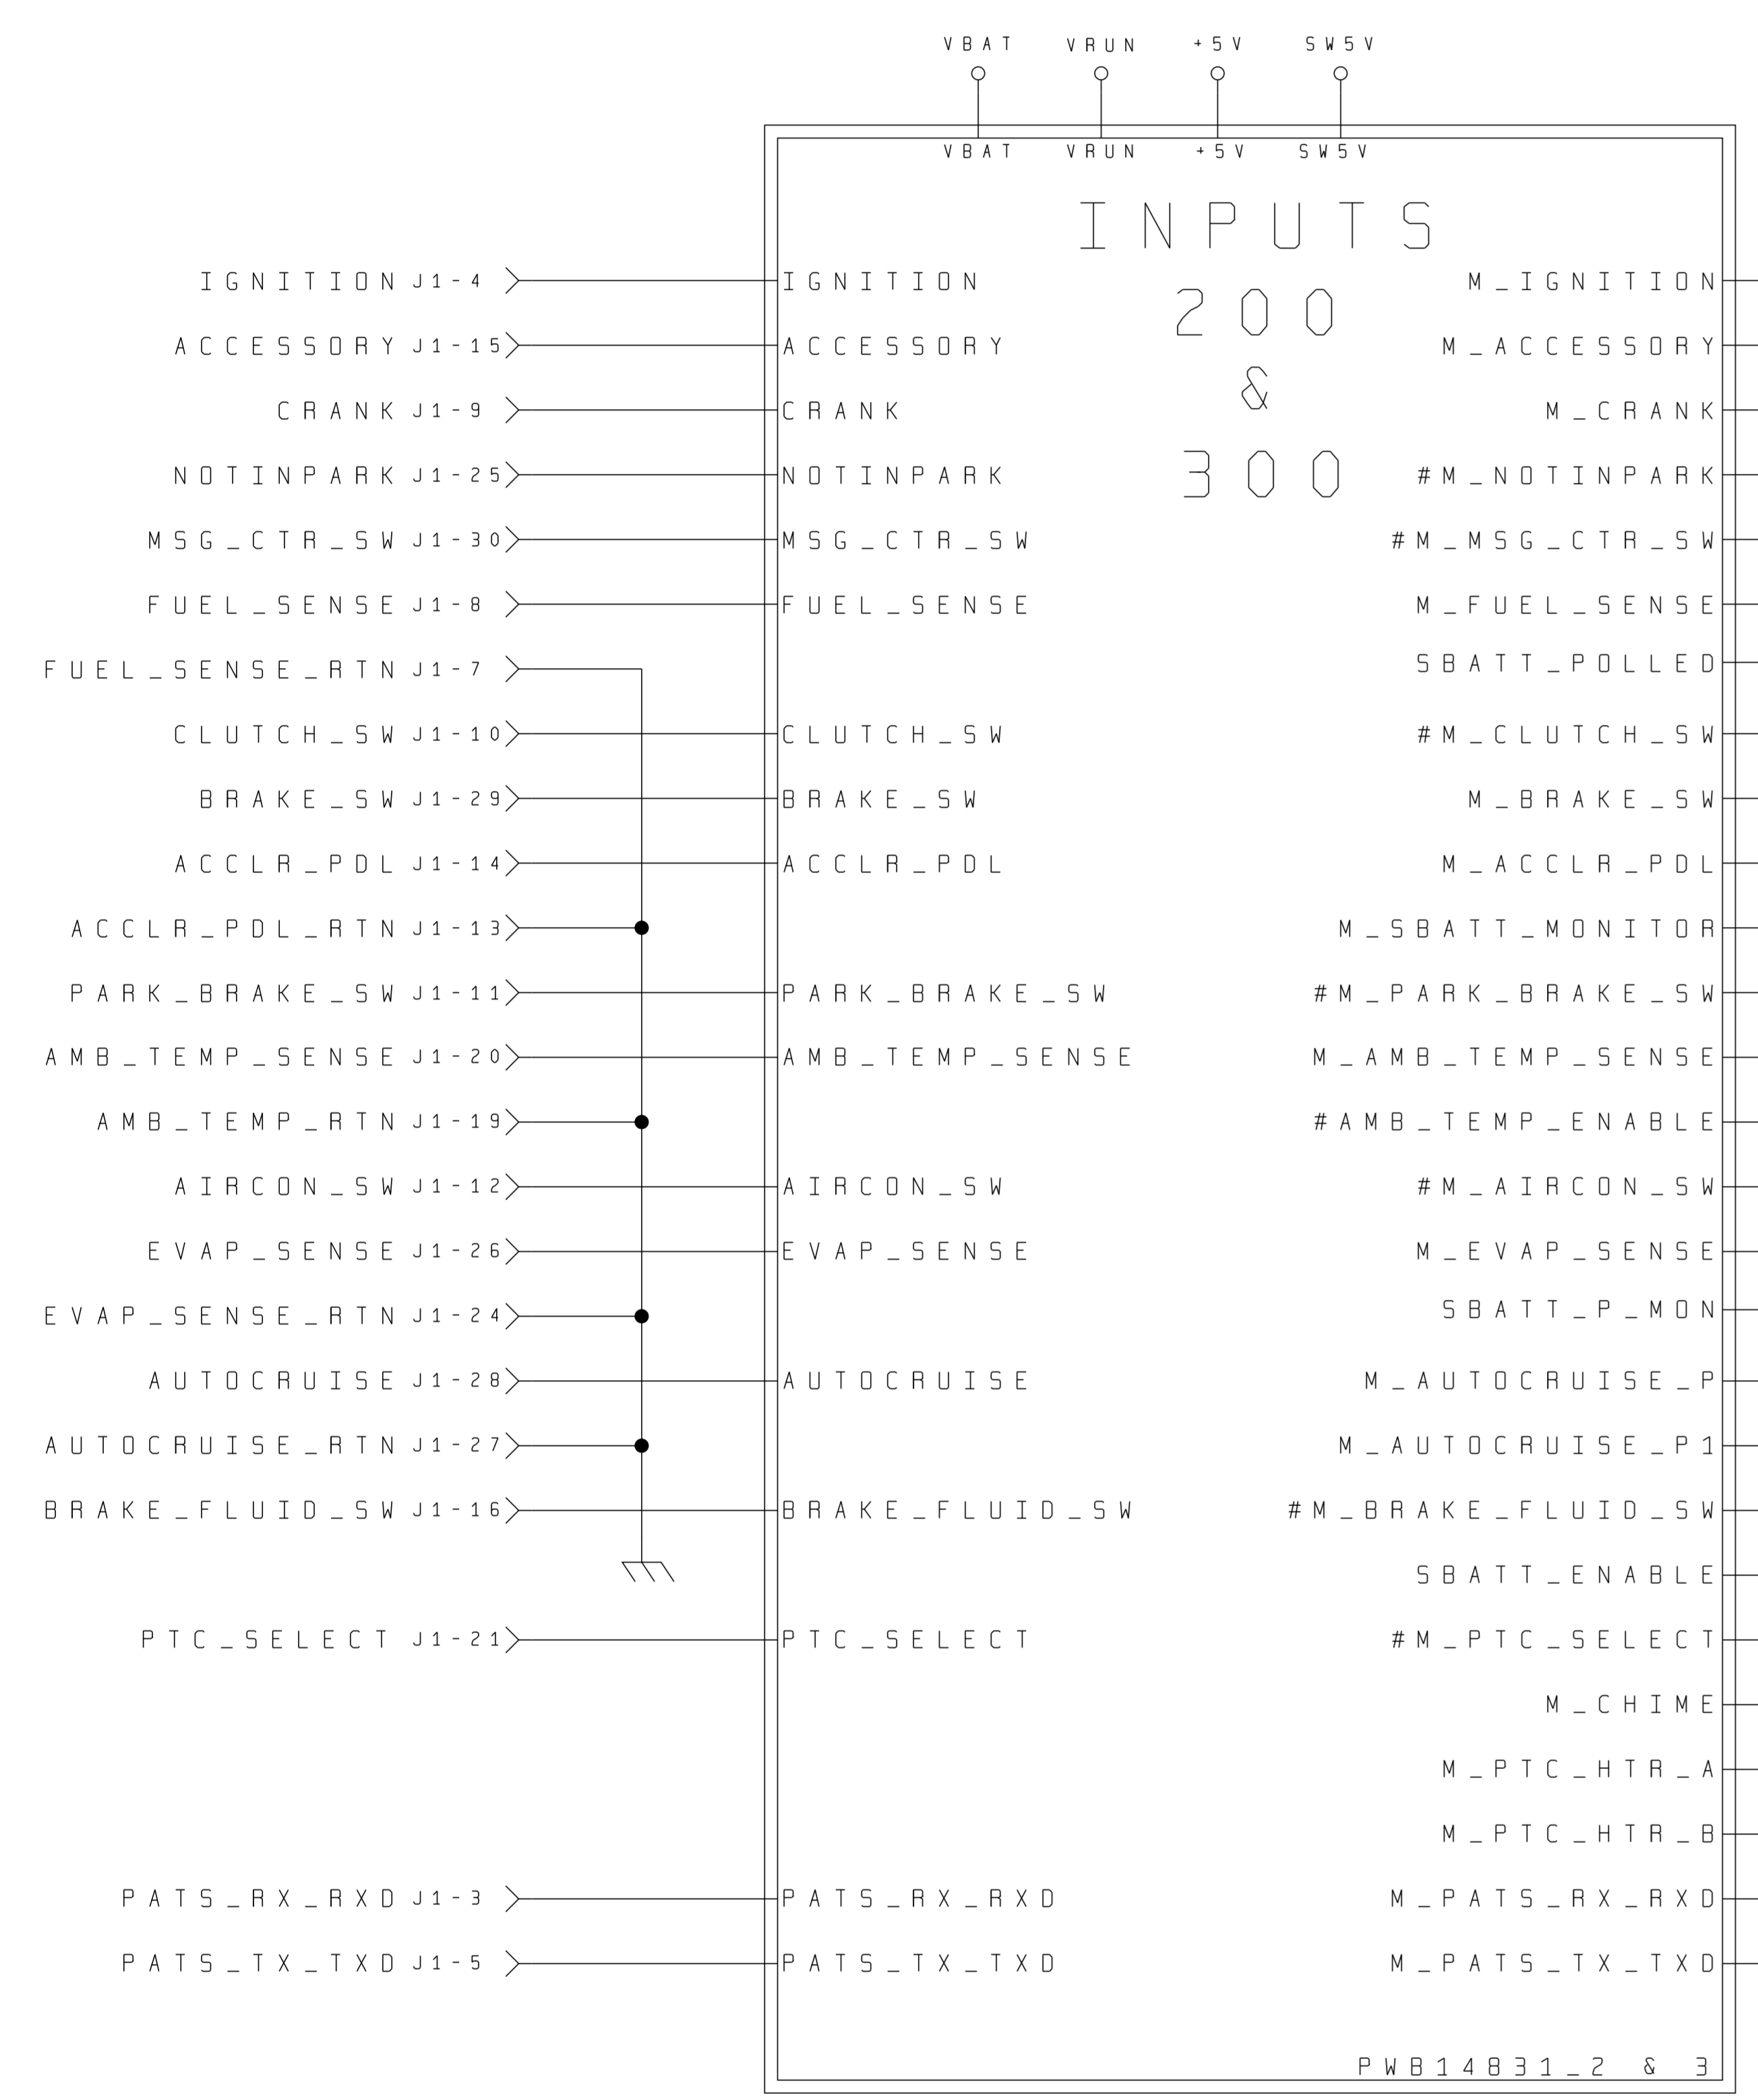 VBAT VRUN +5V SW5V
VBAT VRUN +5V SW5V
INPUTS
IGNITION J1-4 IGNITION M_IGNITION
200
ACCESSORY J1-15 ACCESSORY M_ACCESSORY
&
CRANK J1-9 CRANK M_CRANK
300
NOTINPARK J1-25 NOTINPARK #M_NOTINPARK
MSG_CTR_SW J1-30 MSG_CTR_SW #M_MSG_CTR_SW
FUEL_SENSE J1-8 FUEL_SENSE M_FUEL_SENSE
FUEL_SENSE_RTN J1-7 SBATT_POLLED
CLUTCH_SW J1-10 CLUTCH_SW #M_CLUTCH_SW
BRAKE_SW J1-29 BRAKE_SW M_BRAKE_SW
ACCLR_PDL J1-14 ACCLR_PDL M_ACCLR_PDL
ACCLR_PDL_RTN J1-13 M_SBATT_MONITOR
PARK_BRAKE_SW J1-11 PARK_BRAKE_SW #M_PARK_BRAKE_SW
AMB_TEMP_SENSE J1-20 AMB_TEMP_SENSE M_AMB_TEMP_SENSE
AMB_TEMP_RTN J1-19 #AMB_TEMP_ENABLE
AIRCON_SW J1-12 AIRCON_SW #M_AIRCON_SW
EVAP_SENSE J1-26 EVAP_SENSE M_EVAP_SENSE
EVAP_SENSE_RTN J1-24 SBATT_P_MON
AUTOCRUISE J1-28 AUTOCRUISE M_AUTOCRUISE_P
AUTOCRUISE_RTN J1-27 M_AUTOCRUISE_P1
BRAKE_FLUID_SW J1-16 BRAKE_FLUID_SW #M_BRAKE_FLUID_SW
SBATT_ENABLE
PTC_SELECT J1-21 PTC_SELECT #M_PTC_SELECT
M_CHIME
M_PTC_HTR_A
M_PTC_HTR_B
PATS_RX_RXD J1-3 PATS_RX_RXD M_PATS_RX_RXD
PATS_TX_TXD J1-5 PATS_TX_TXD M_PATS_TX_TXD
PWB14831_2 & 3